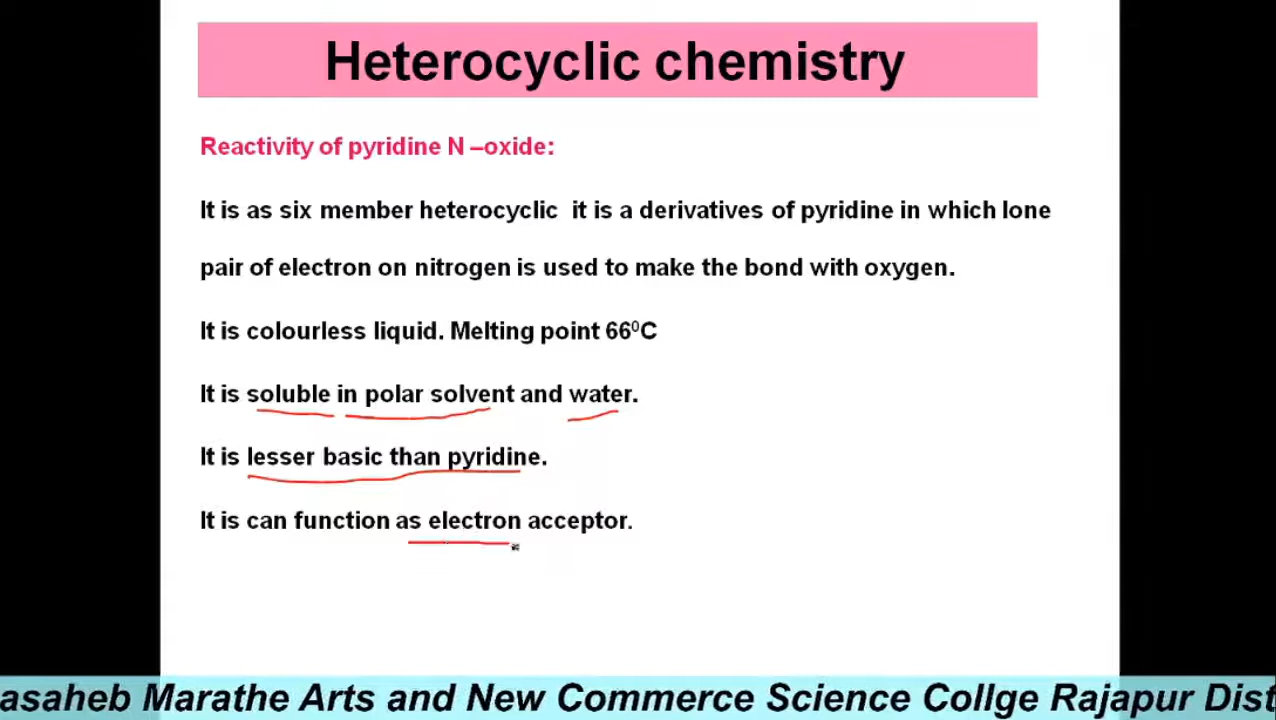 Heterocyclic chemistry
Reactivity of pyridine N –oxide:
It is as six member heterocyclic it is a derivatives of pyridine in which lone
pair of electron on nitrogen is used to make the bond with oxygen.
It is colourless liquid. Melting point 66⁰C
It is soluble in polar solvent and water.
It is lesser basic than pyridine.
It is can function as electron acceptor.
asaheb Marathe Arts and New Commerce Science Collge Rajapur Dist